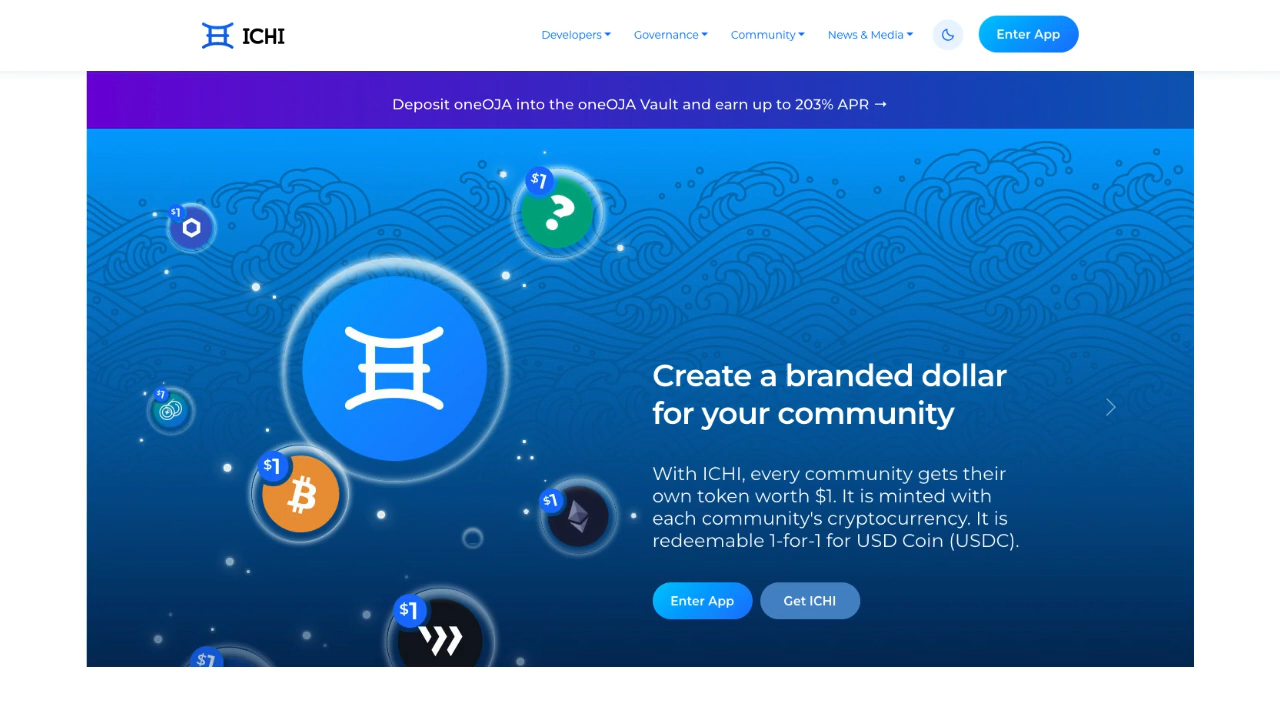 ICHI
Developers
Governance
Community
News & Media
Enter App
Deposit oneOJA into the oneOJA Vault and earn up to 203% APR →
$1
$1
$1
$1
$1
$1
$1
?
Create a branded dollar
for your community
With ICHI, every community gets their
own token worth $1. It is minted with
each community's cryptocurrency. It is
redeemable 1-for-1 for USD Coin (USDC).
Enter App
Get ICHI